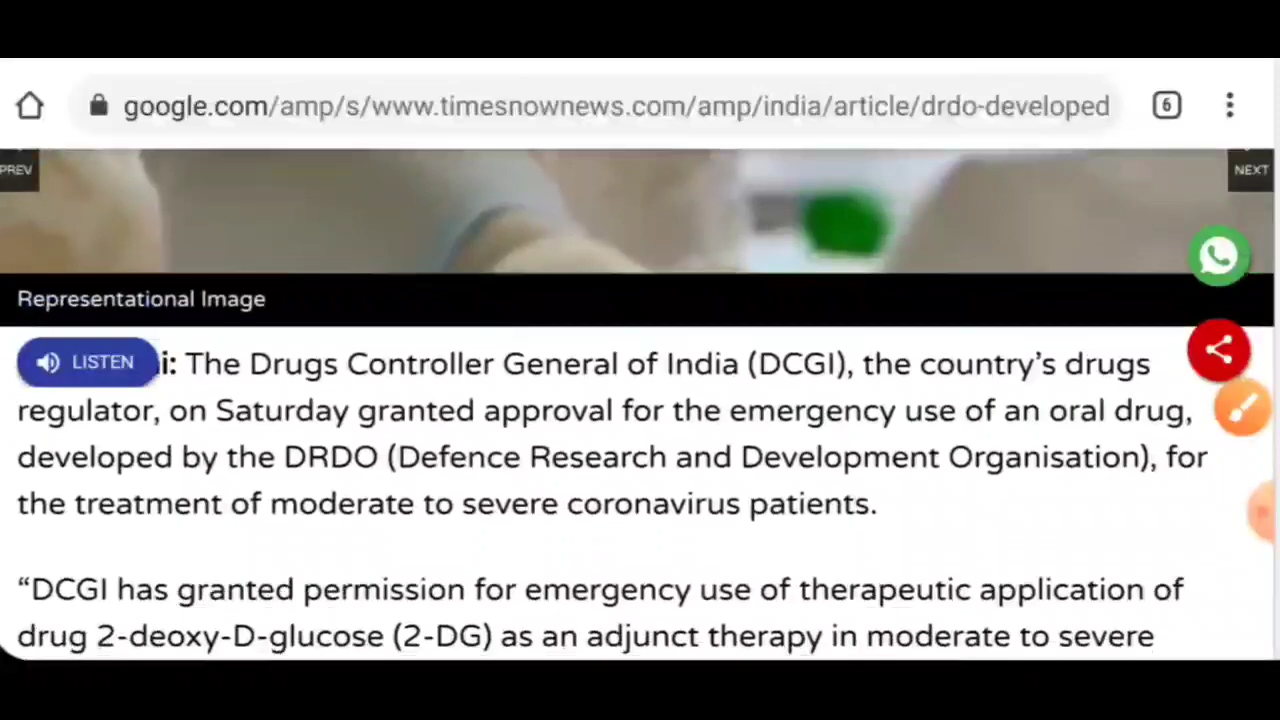 google.com/amp/s/www.timesnownews.com/amp/india/article/drdo-developed
6
PREV
NEXT
Representational Image
LISTEN
i: The Drugs Controller General of India (DCGI), the country’s drugs
regulator, on Saturday granted approval for the emergency use of an oral drug,
developed by the DRDO (Defence Research and Development Organisation), for
the treatment of moderate to severe coronavirus patients.
“DCGI has granted permission for emergency use of therapeutic application of
drug 2-deoxy-D-glucose (2-DG) as an adjunct therapy in moderate to severe